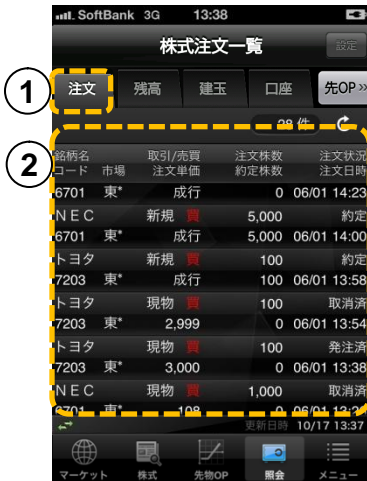 SoftBank 3G 13:38
株式注文一覧 設定
① 注文 残高 建玉 口座 先OP»
28 件
②
銘柄名 取引/売買 注文株数 注文状況
コード 市場 注文単価 約定株数 注文日時
6701 東* 成行 0 06/01 14:23
ＮＥＣ 新規 買 5,000 約定
6701 東* 成行 5,000 06/01 14:00
トヨタ 新規 買 100 約定
7203 東* 成行 100 06/01 13:58
トヨタ 現物 買 100 取消済
7203 東* 2,999 0 06/01 13:54
トヨタ 現物 買 100 発注済
7203 東* 3,000 0 06/01 13:38
ＮＥＣ 現物 買 1,000 取消済
6701 東* 108 0 06/01
更新日時 10/17 13:37
マーケット 株式 先物OP 照会 メニュー